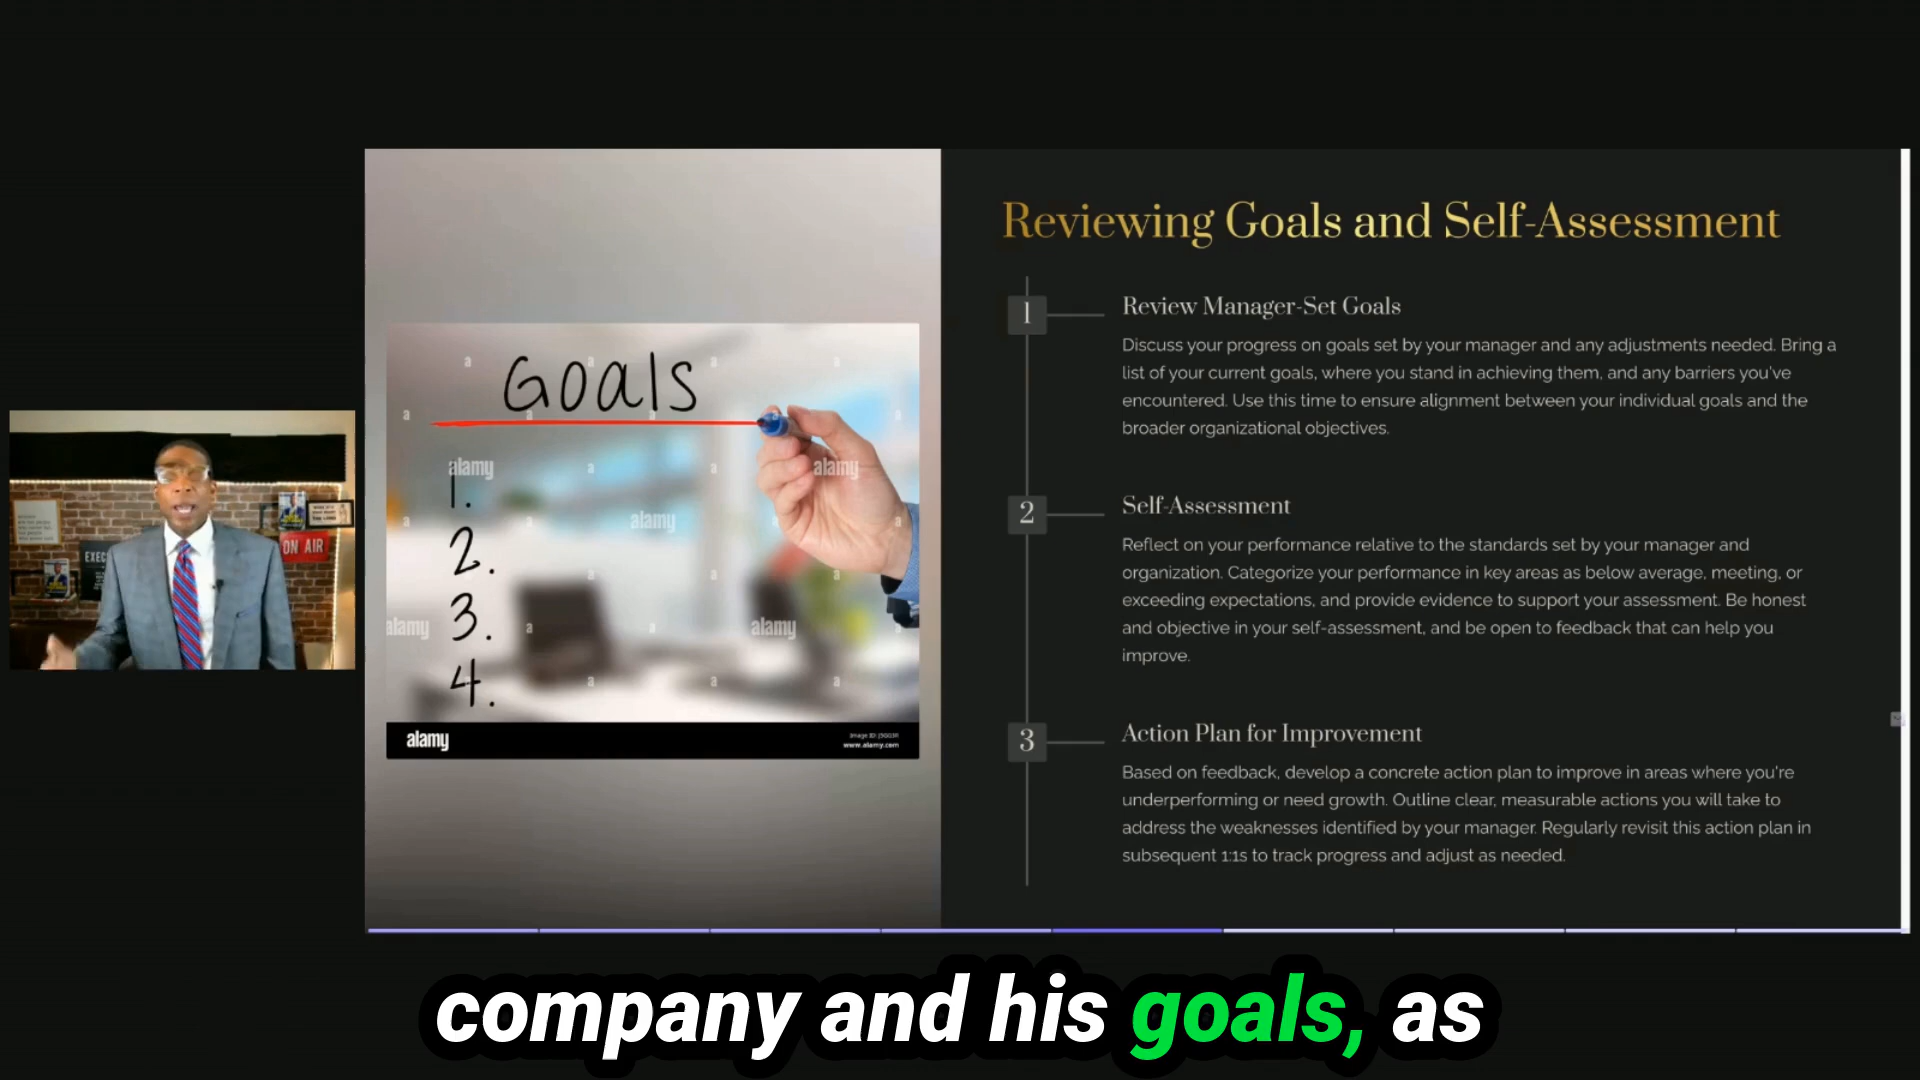 Reviewing Goals and Self-Assessment
1
Review Manager-Set Goals
Discuss your progress on goals set by your manager and any adjustments needed. Bring a
list of your current goals, where you stand in achieving them, and any barriers you've
encountered. Use this time to ensure alignment between your individual goals and the
broader organizational objectives.
2
Self-Assessment
Reflect on your performance relative to the standards set by your manager and
organization. Categorize your performance in key areas as below average, meeting, or
exceeding expectations, and provide evidence to support your assessment. Be honest
and objective in your self-assessment, and be open to feedback that can help you
improve.
3
Action Plan for Improvement
Based on feedback, develop a concrete action plan to improve in areas where you're
underperforming or need growth. Outline clear, measurable actions you will take to
address the weaknesses identified by your manager. Regularly revisit this action plan in
subsequent 1:1s to track progress and adjust as needed.
Goals
1.
2.
3.
4.
alamy
alamy
alamy
alamy
alamy
alamy
www.alamy.com
ON AIR
company and his goals, as